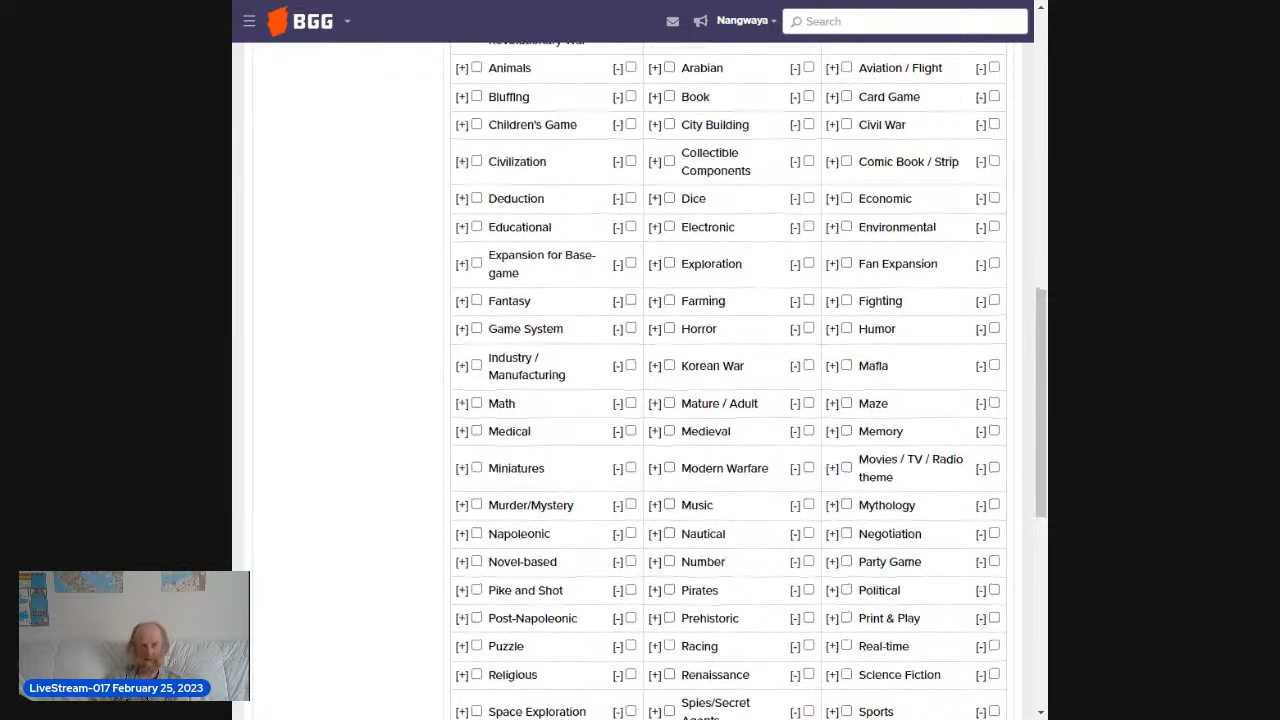 BGG
Nangwaya
Search
Revolutionary War
[+] Animals [-] [+] Arabian [-] [+] Aviation / Flight [-]
[+] Bluffing [-] [+] Book [-] [+] Card Game [-]
[+] Children's Game [-] [+] City Building [-] [+] Civil War [-]
[+] Civilization [-] [+] Collectible
Components [-] [+] Comic Book / Strip [-]
[+] Deduction [-] [+] Dice [-] [+] Economic [-]
[+] Educational [-] [+] Electronic [-] [+] Environmental [-]
[+] Expansion for Base-
game [-] [+] Exploration [-] [+] Fan Expansion [-]
[+] Fantasy [-] [+] Farming [-] [+] Fighting [-]
[+] Game System [-] [+] Horror [-] [+] Humor [-]
[+] Industry /
Manufacturing [-] [+] Korean War [-] [+] Mafia [-]
[+] Math [-] [+] Mature / Adult [-] [+] Maze [-]
[+] Medical [-] [+] Medieval [-] [+] Memory [-]
[+] Miniatures [-] [+] Modern Warfare [-] [+] Movies / TV / Radio
theme [-]
[+] Murder/Mystery [-] [+] Music [-] [+] Mythology [-]
[+] Napoleonic [-] [+] Nautical [-] [+] Negotiation [-]
[+] Novel-based [-] [+] Number [-] [+] Party Game [-]
[+] Pike and Shot [-] [+] Pirates [-] [+] Political [-]
[+] Post-Napoleonic [-] [+] Prehistoric [-] [+] Print & Play [-]
[+] Puzzle [-] [+] Racing [-] [+] Real-time [-]
[+] Religious [-] [+] Renaissance [-] [+] Science Fiction [-]
[+] Space Exploration [-] [+] Spies/Secret
Agents [-] [+] Sports [-]
LiveStream-017 February 25, 2023